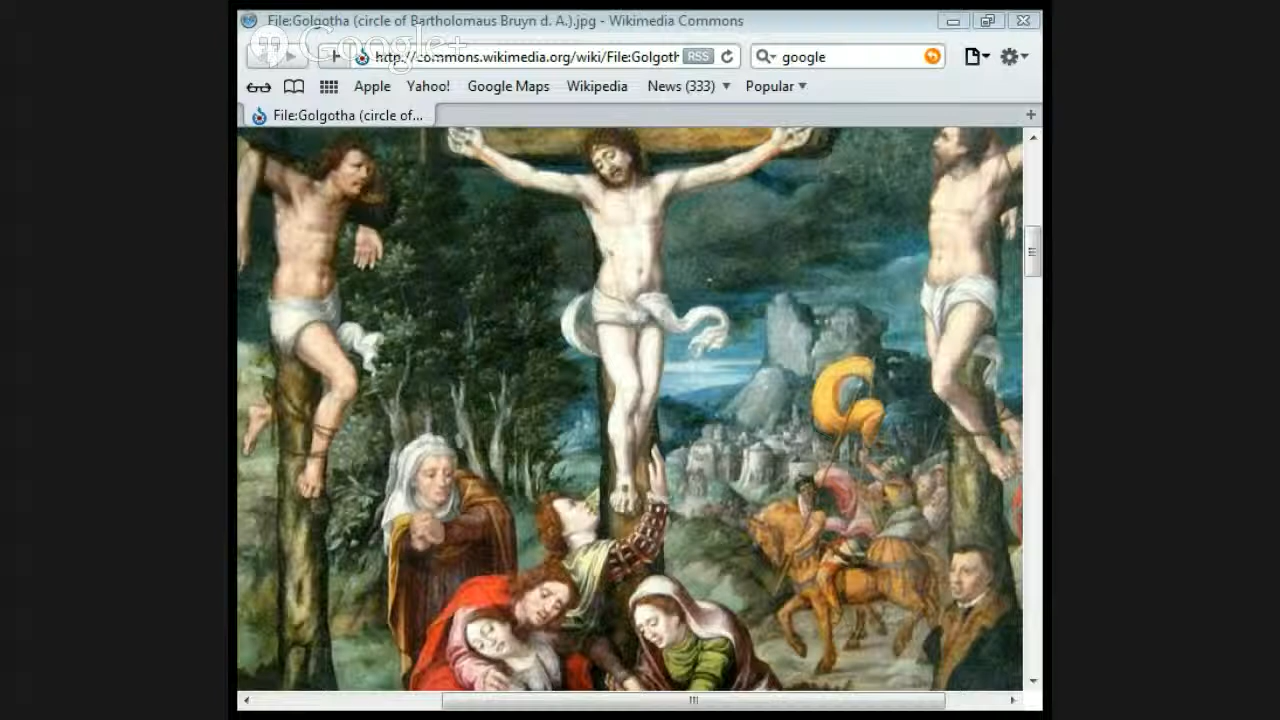 File:Golgotha (circle of Bartholomaus Bruyn d. A.).jpg - Wikimedia Commons
Google+
http://commons.wikimedia.org/wiki/File:Golgoth RSS google
Apple Yahoo! Google Maps Wikipedia News (333) Popular
File:Golgotha (circle of...